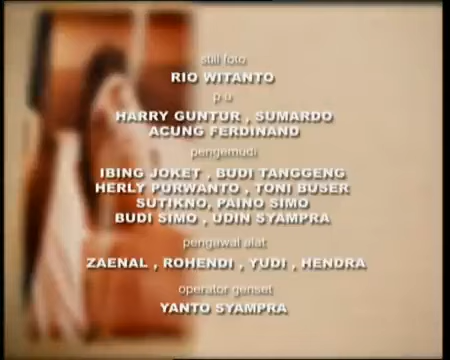 still foto
RIO WITANTO
p u
HARRY GUNTUR , SUMARDO
ACUNG FERDINAND
pengemudi
IBING JOKET , BUDI TANGGENG
HERLY PURWANTO , TONI BUSER
SUTIKNO, PAINO SIMO
BUDI SIMO , UDIN SYAMPRA
pengawal alat
ZAENAL , ROHENDI , YUDI , HENDRA
operator genset
YANTO SYAMPRA